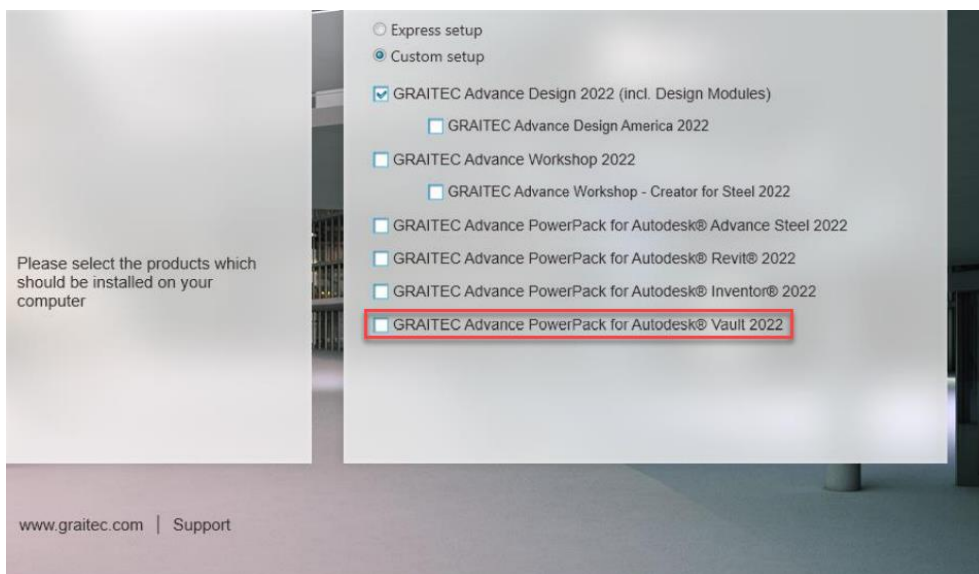 Express setup
Custom setup
GRAITEC Advance Design 2022 (incl. Design Modules)
GRAITEC Advance Design America 2022
GRAITEC Advance Workshop 2022
GRAITEC Advance Workshop - Creator for Steel 2022
GRAITEC Advance PowerPack for Autodesk® Advance Steel 2022
GRAITEC Advance PowerPack for Autodesk® Revit® 2022
GRAITEC Advance PowerPack for Autodesk® Inventor® 2022
GRAITEC Advance PowerPack for Autodesk® Vault 2022
Please select the products which
should be installed on your
computer
www.graitec.com | Support